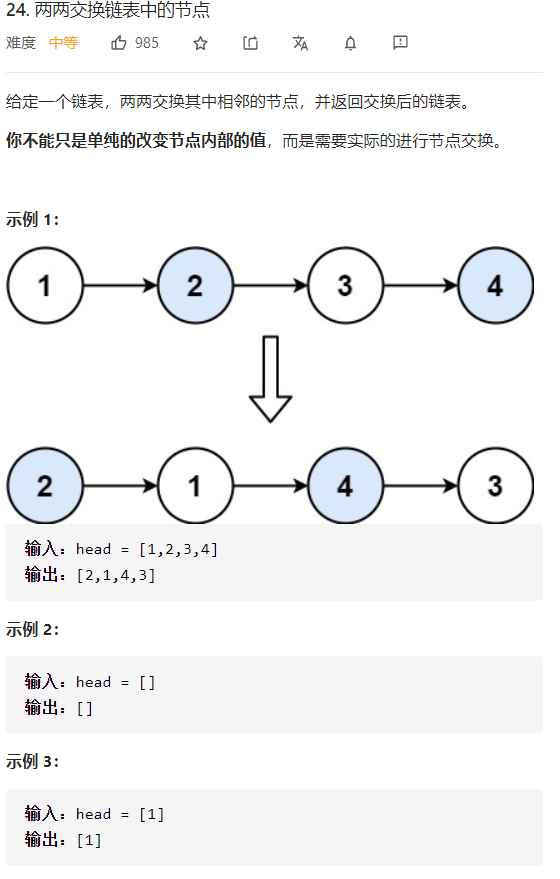 24. 两两交换链表中的节点
难度 中等 985
给定一个链表，两两交换其中相邻的节点，并返回交换后的链表。
你不能只是单纯的改变节点内部的值，而是需要实际的进行节点交换。
示例 1：
1 2 3 4
2 1 4 3
输入：head = [1,2,3,4]
输出：[2,1,4,3]
示例 2：
输入：head = []
输出：[]
示例 3：
输入：head = [1]
输出：[1]